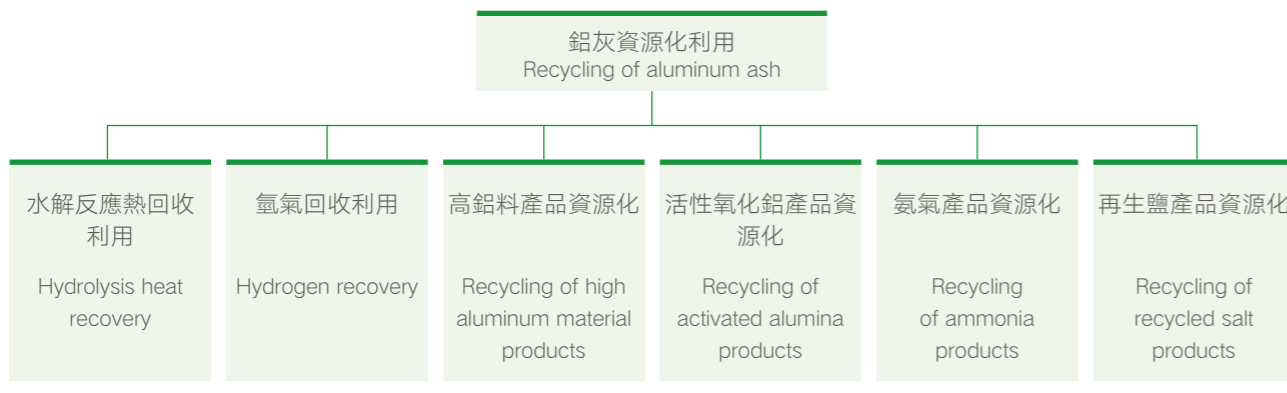 鋁灰資源化利用
Recycling of aluminum ash
水解反應熱回收
利用
Hydrolysis heat
recovery
氫氣回收利用
Hydrogen recovery
高鋁料產品資源化
Recycling of high
aluminum material
products
活性氧化鋁產品資
源化
Recycling of
activated alumina
products
氨氣產品資源化
Recycling
of ammonia
products
再生鹽產品資源化
Recycling of
recycled salt
products